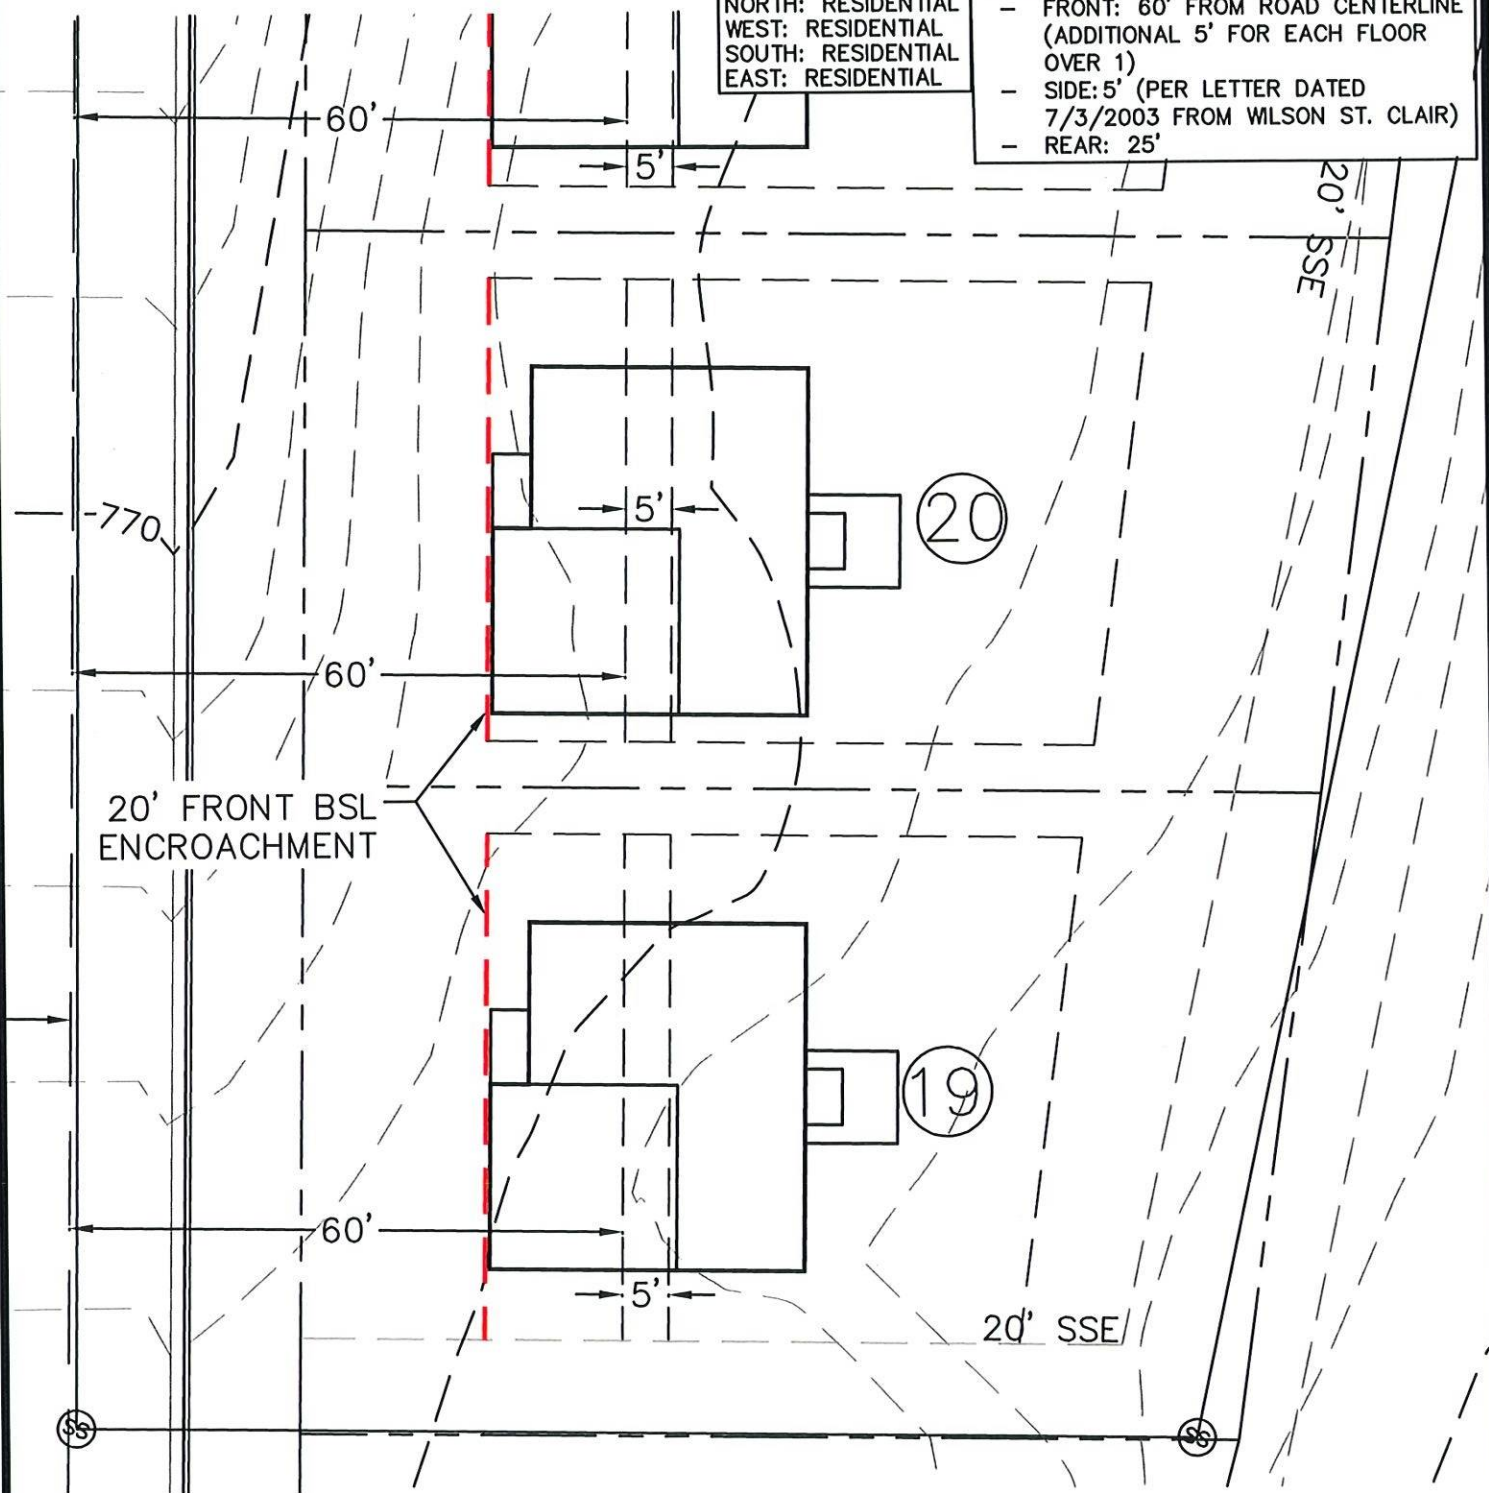 NORTH: RESIDENTIAL
WEST: RESIDENTIAL
SOUTH: RESIDENTIAL
EAST: RESIDENTIAL
- FRONT: 60' FROM ROAD CENTERLINE
(ADDITIONAL 5' FOR EACH FLOOR
OVER 1)
- SIDE: 5' (PER LETTER DATED
7/3/2003 FROM WILSON ST. CLAIR)
- REAR: 25'
60'
5'
20' SSE
5'
20
770
60'
20' FRONT BSL
ENCROACHMENT
19
60'
5'
20' SSE
SS
SS